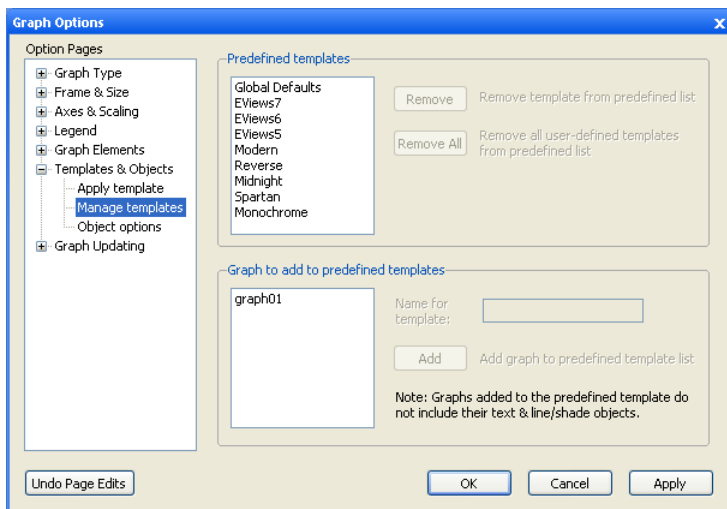 Graph Options
x
Option Pages
Graph Type
Frame & Size
Axes & Scaling
Legend
Graph Elements
Templates & Objects
Apply template
Manage templates
Object options
Graph Updating
Predefined templates
Global Defaults
EViews7
EViews6
EViews5
Modern
Reverse
Midnight
Spartan
Monochrome
Remove
Remove template from predefined list
Remove All
Remove all user-defined templates
from predefined list
Graph to add to predefined templates
graph01
Name for
template:
Add
Add graph to predefined template list
Note: Graphs added to the predefined template do
not include their text & line/shade objects.
Undo Page Edits
OK
Cancel
Apply